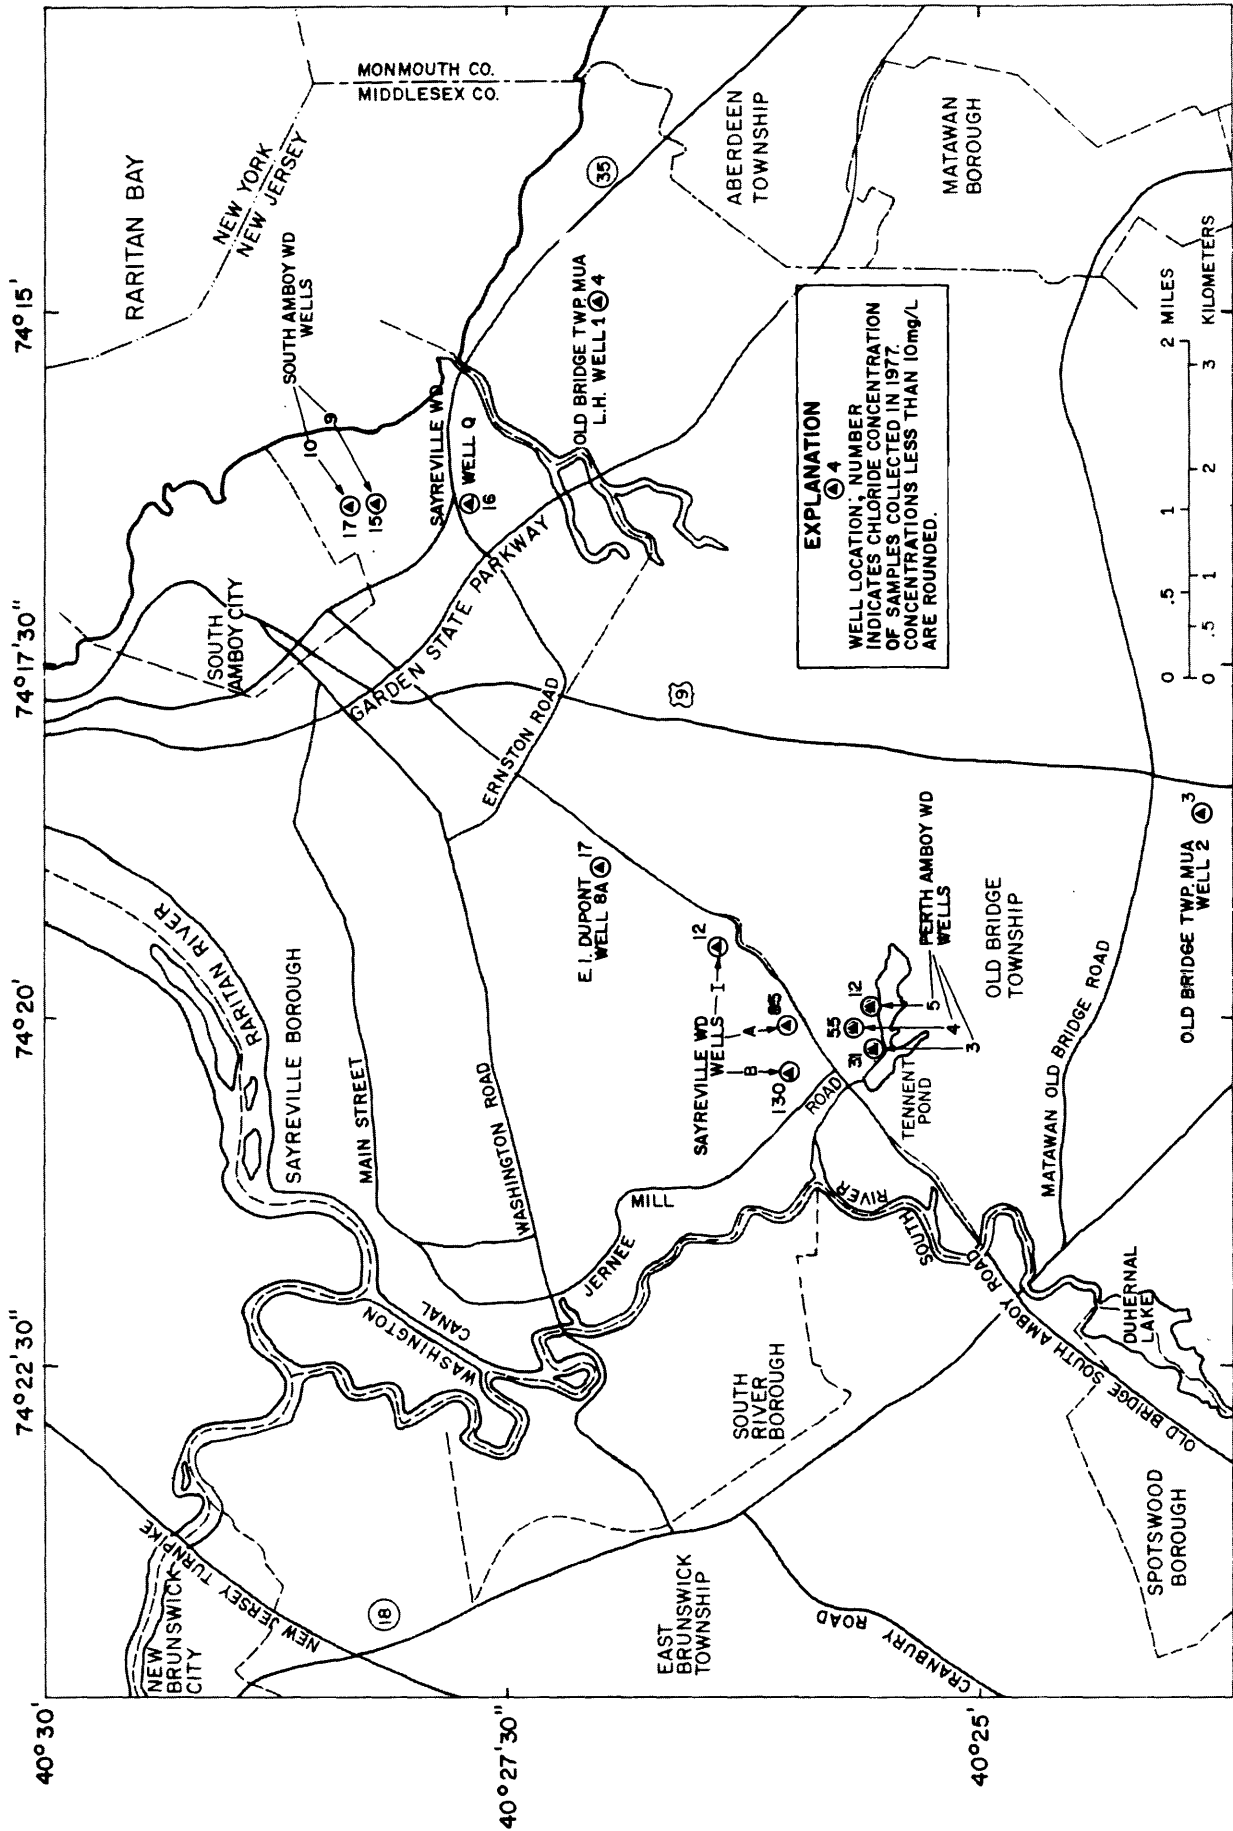 74°22'30"
74°20'
74°17'30"
74°15'
40°30'
40°27'30"
40°25'
NEW
BRUNSWICK
CITY
NEW JERSEY TURNPIKE
18
EAST
BRUNSWICK
TOWNSHIP
CRANBURY
ROAD
SPOTSWOOD
BOROUGH
SOUTH
RIVER
BOROUGH
WASHINGTON
CANAL
RARITAN RIVER
SAYREVILLE BOROUGH
MAIN STREET
WASHINGTON ROAD
JERNEE
MILL
ROAD
SOUTH
RIVER
OLD BRIDGE SOUTH AMBOY ROAD
DUHERNAL
LAKE
TENNENT
POND
MATAWAN OLD BRIDGE ROAD
OLD BRIDGE
TOWNSHIP
SAYREVILLE WD
WELLS
B
A
I
130
85
12
31
55
12
3
4
5
PERTH AMBOY WD
WELLS
E. I. DUPONT
WELL 8A
17
OLD BRIDGE TWP. MUA
WELL 2
3
9
ERNSTON ROAD
GARDEN STATE PARKWAY
SOUTH
AMBOY CITY
SOUTH AMBOY WD
WELLS
10
9
17
15
SAYREVILLE WD
WELL Q
16
OLD BRIDGE TWP. MUA
L.H. WELL 1
4
RARITAN BAY
NEW YORK
NEW JERSEY
MONMOUTH CO.
MIDDLESEX CO.
35
ABERDEEN
TOWNSHIP
MATAWAN
BOROUGH
EXPLANATION
4
WELL LOCATION; NUMBER
INDICATES CHLORIDE CONCENTRATION
OF SAMPLES COLLECTED IN 1977.
CONCENTRATIONS LESS THAN 10mg/L
ARE ROUNDED.
0 .5 1 2 MILES
0 .5 1 2 3 KILOMETERS